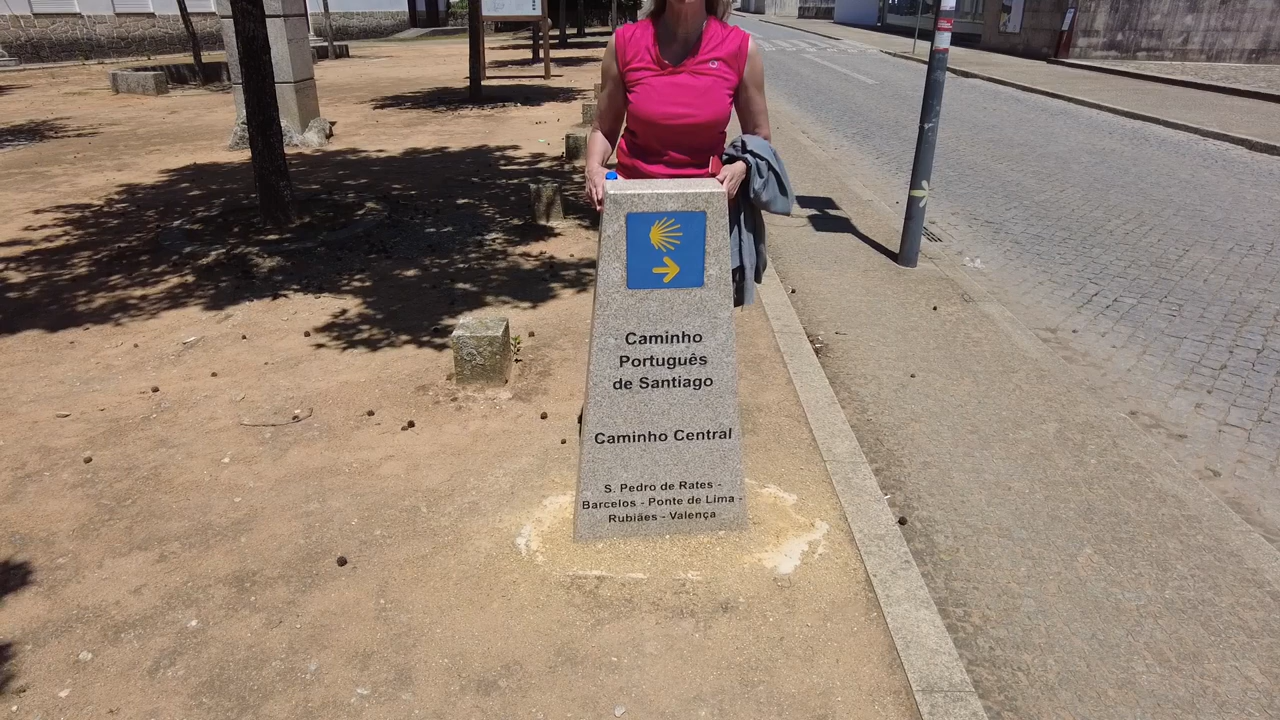 Caminho
Português
de Santiago
Caminho Central
S. Pedro de Rates -
Barcelos - Ponte de Lima -
Rubiães - Valença